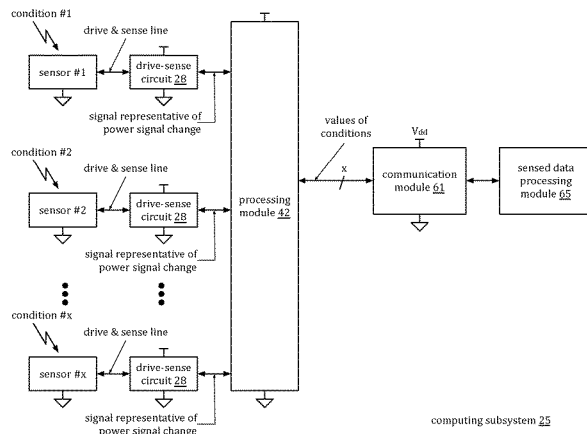 condition #1
drive & sense line
sensor #1
drive-sense
circuit 28
signal representative of
power signal change
condition #2
drive & sense line
sensor #2
drive-sense
circuit 28
signal representative of
power signal change
condition #x
drive & sense line
sensor #x
drive-sense
circuit 28
signal representative of
power signal change
processing
module 42
values of
conditions
x
Vdd
communication
module 61
sensed data
processing
module 65
computing subsystem 25